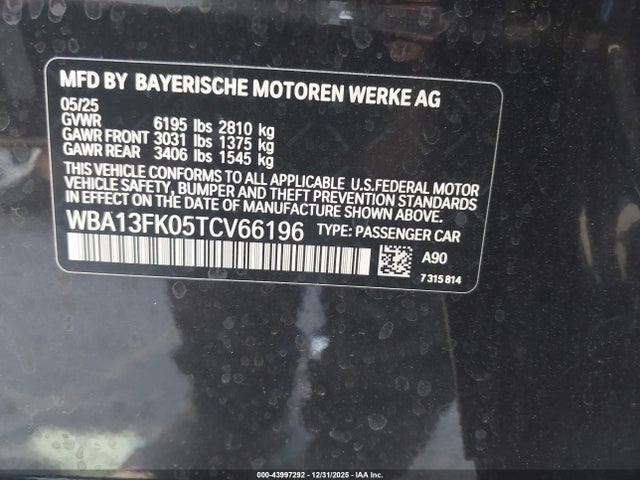 MFD BY BAYERISCHE MOTOREN WERKE AG
05/25
GVWR 6195 lbs 2810 kg
GAWR FRONT 3031 lbs 1375 kg
GAWR REAR 3406 lbs 1545 kg
THIS VEHICLE CONFORMS TO ALL APPLICABLE U.S.FEDERAL MOTOR
VEHICLE SAFETY, BUMPER AND THEFT PREVENTION STANDARDS
IN EFFECT ON THE DATE OF MANUFACTURE SHOWN ABOVE.
WBA13FK05TCV66196 TYPE: PASSENGER CAR
A90
7 315 814
000-43997292 - 12/31/2025 - IAA Inc.